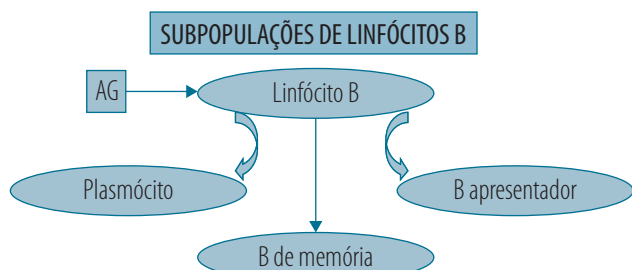 SUBPOPULAÇÕES DE LINFÓCITOS B
AG
Linfócito B
Plasmócito
B apresentador
B de memória